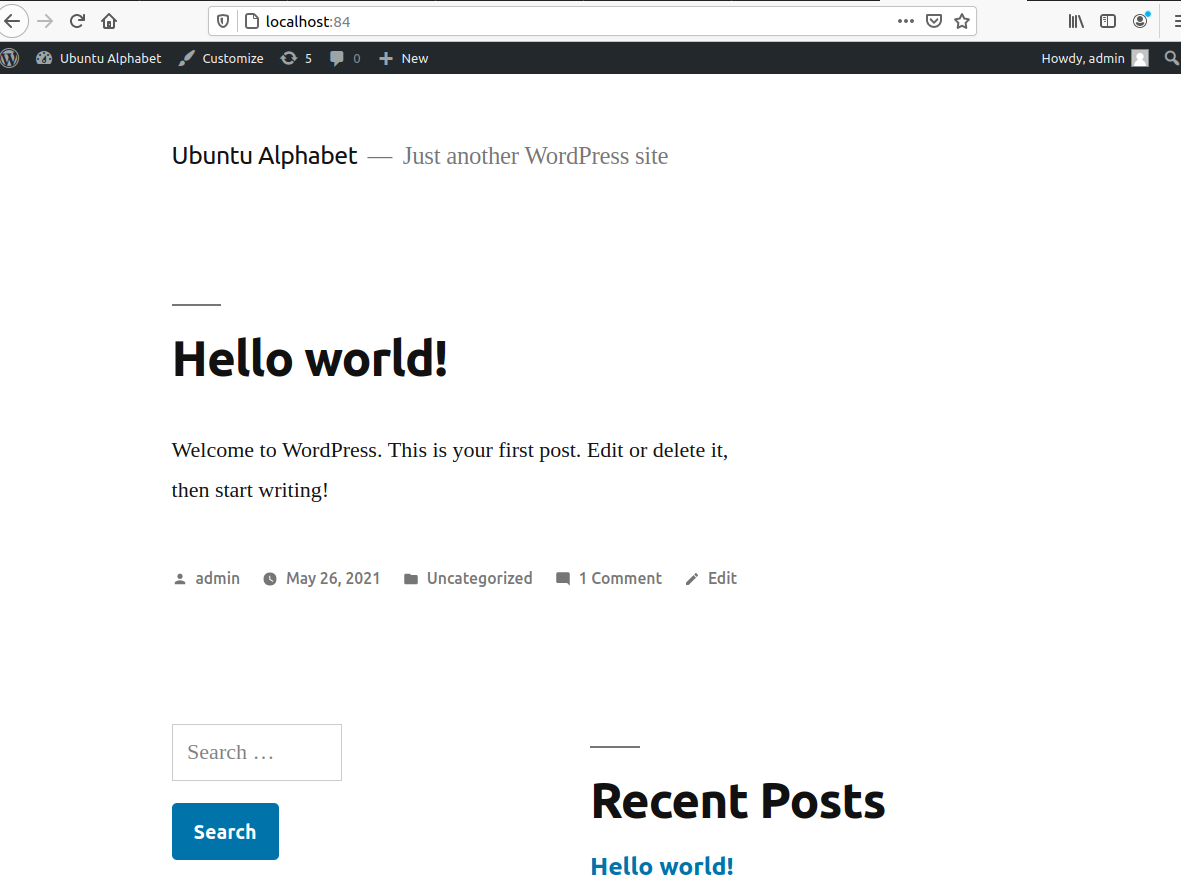 localhost:84
Ubuntu Alphabet Customize 5 0 New Howdy, admin
Ubuntu Alphabet — Just another WordPress site
Hello world!
Welcome to WordPress. This is your first post. Edit or delete it,
then start writing!
admin May 26, 2021 Uncategorized 1 Comment Edit
Search …
Search
Recent Posts
Hello world!